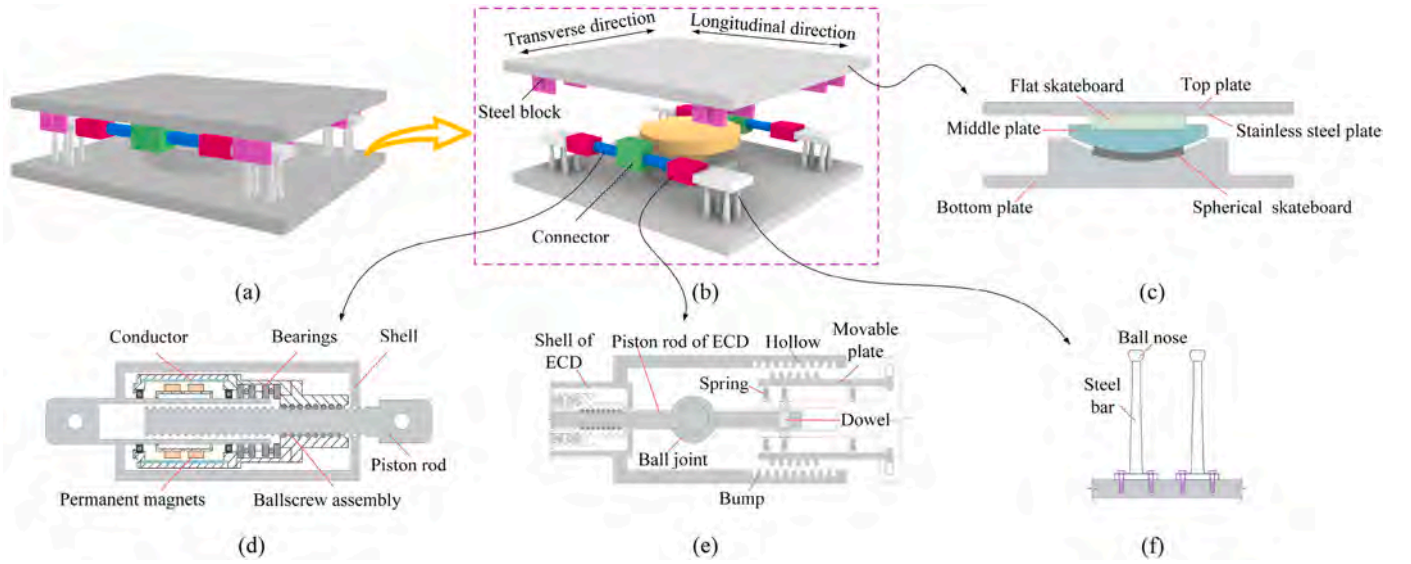 Transverse direction
Longitudinal direction
Steel block
Connector
(a)
(b)
Flat skateboard
Top plate
Middle plate
Stainless steel plate
Bottom plate
Spherical skateboard
(c)
Conductor
Bearings
Shell
Piston rod
Permanent magnets
Ballscrew assembly
(d)
Shell of
ECD
Piston rod of ECD
Hollow
Movable
plate
Spring
Dowel
Ball joint
Bump
(e)
Ball nose
Steel
bar
(f)